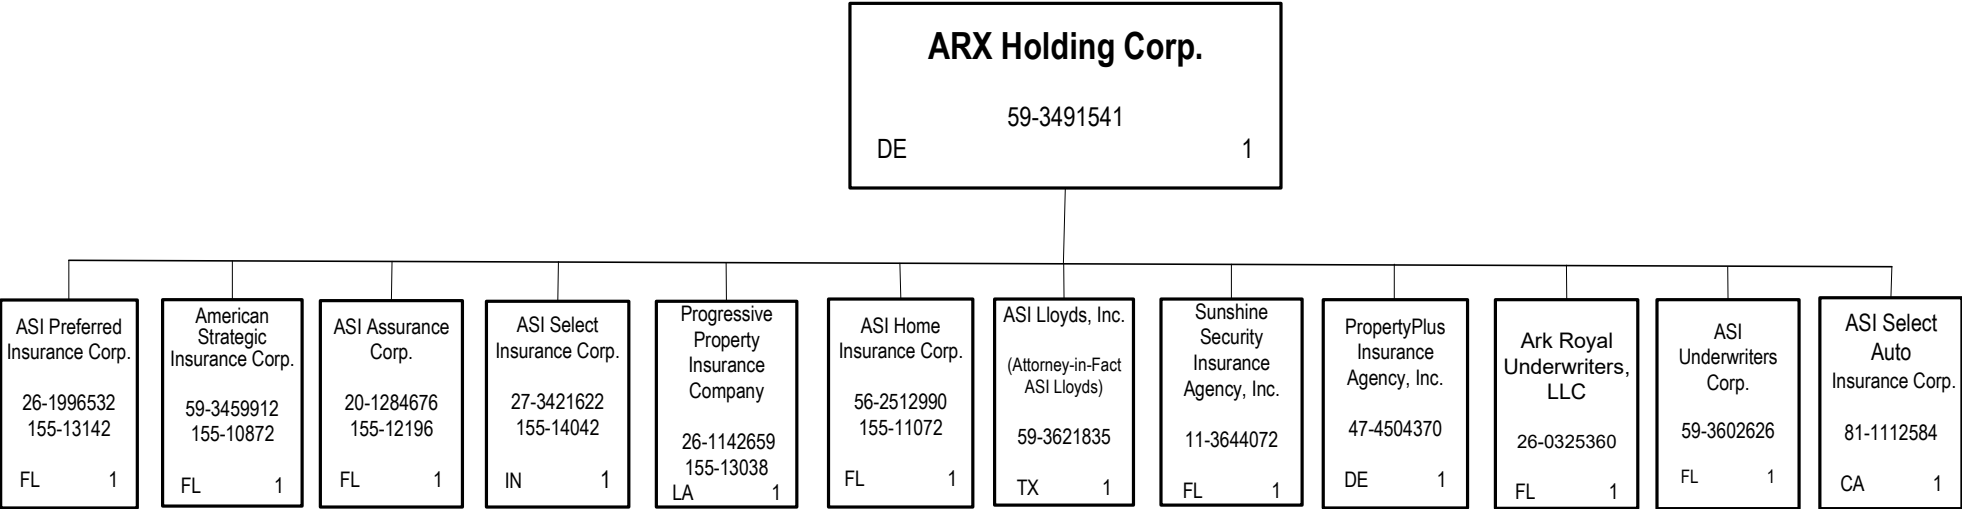 ARX Holding Corp.
59-3491541
DE 1
ASI Preferred
Insurance Corp.
26-1996532
155-13142
FL 1
American
Strategic
Insurance Corp.
59-3459912
155-10872
FL 1
ASI Assurance
Corp.
20-1284676
155-12196
FL 1
ASI Select
Insurance Corp.
27-3421622
155-14042
IN 1
Progressive
Property
Insurance
Company
26-1142659
155-13038
LA 1
ASI Home
Insurance Corp.
56-2512990
155-11072
FL 1
ASI Lloyds, Inc.
(Attorney-in-Fact
ASI Lloyds)
59-3621835
TX 1
Sunshine
Security
Insurance
Agency, Inc.
11-3644072
FL 1
PropertyPlus
Insurance
Agency, Inc.
47-4504370
DE 1
Ark Royal
Underwriters,
LLC
26-0325360
FL 1
ASI
Underwriters
Corp.
59-3602626
FL 1
ASI Select
Auto
Insurance Corp.
81-1112584
CA 1